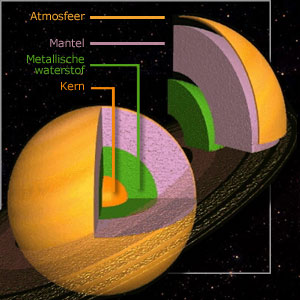 Atmosfeer
Mantel
Metallische
waterstof
Kern